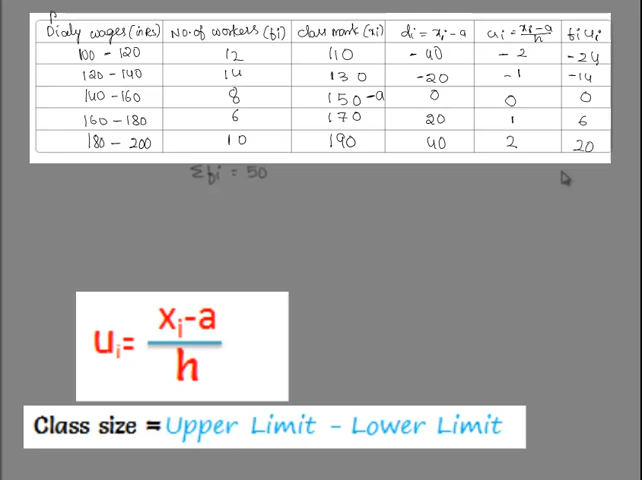 p
Dialy wages (in RS) No. of workers (fi) class mark (xi) di = xi - a ui = xi-a/h fi ui
100 - 120 12 110 - 40 - 2 -24
120 - 140 14 130 -20 -1 -14
140 - 160 8 150 -a 0 0 0
160 - 180 6 170 20 1 6
180 - 200 10 190 40 2 20
Σfi = 50
ui= xi-a/h
Class size = Upper Limit - Lower Limit